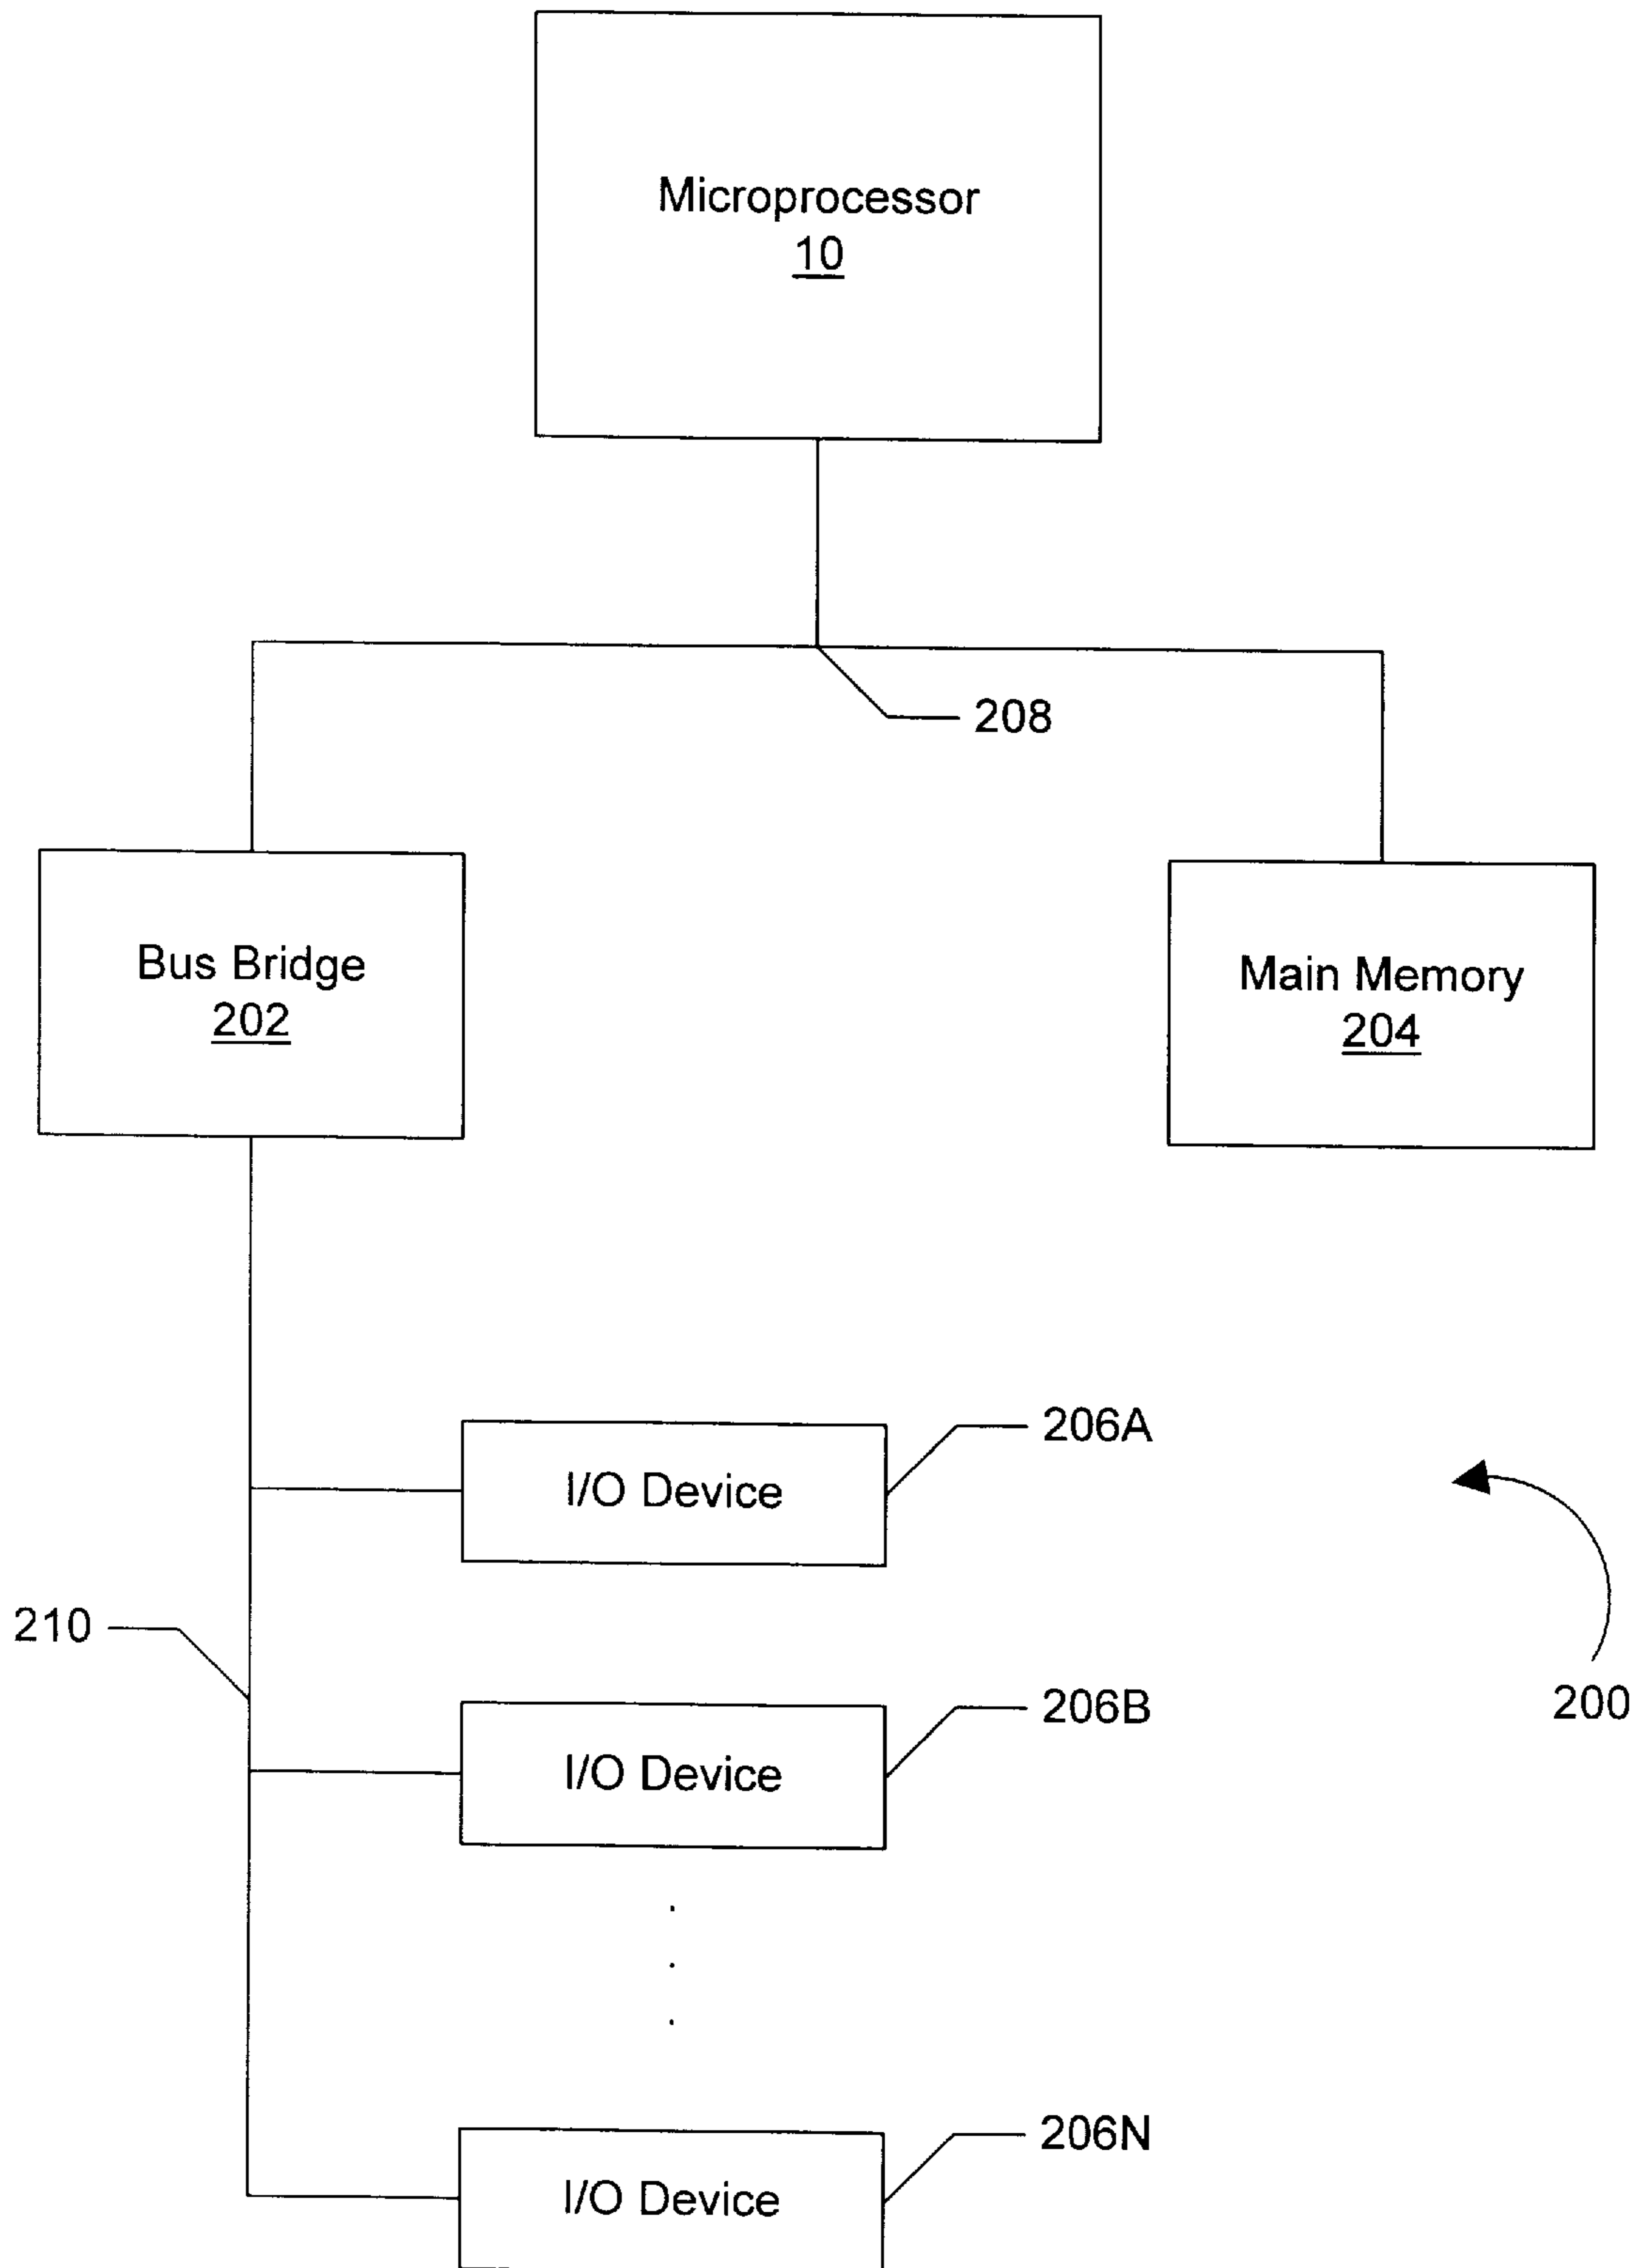 Microprocessor
10
208
Bus Bridge
202
Main Memory
204
206A
I/O Device
210
206B
I/O Device
200
206N
I/O Device